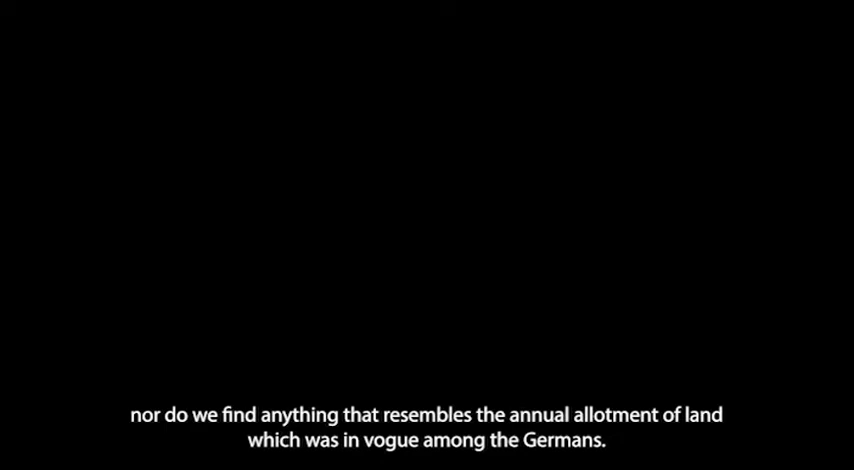 nor do we find anything that resembles the annual allotment of land
which was in vogue among the Germans.